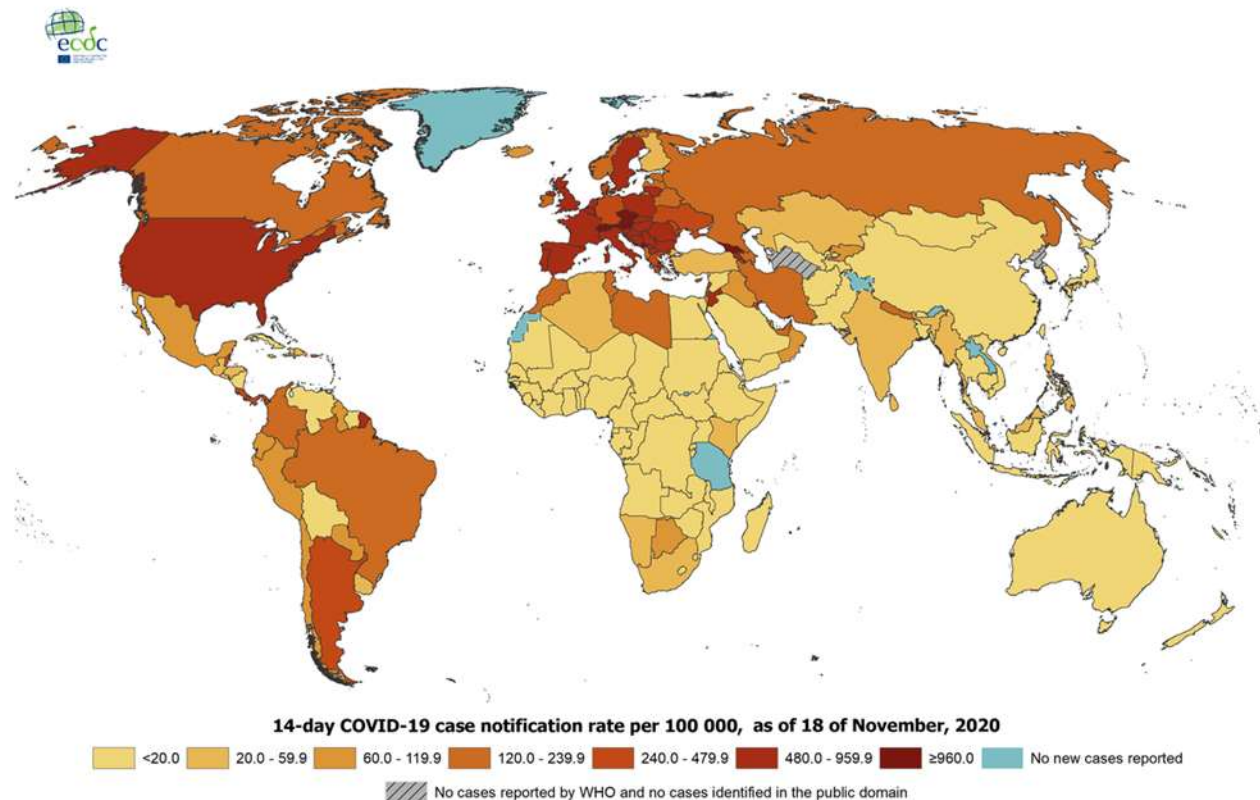 ecdc
14-day COVID-19 case notification rate per 100 000, as of 18 of November, 2020
<20.0 20.0 - 59.9 60.0 - 119.9 120.0 - 239.9 240.0 - 479.9 480.0 - 959.9 ≥960.0 No new cases reported
No cases reported by WHO and no cases identified in the public domain